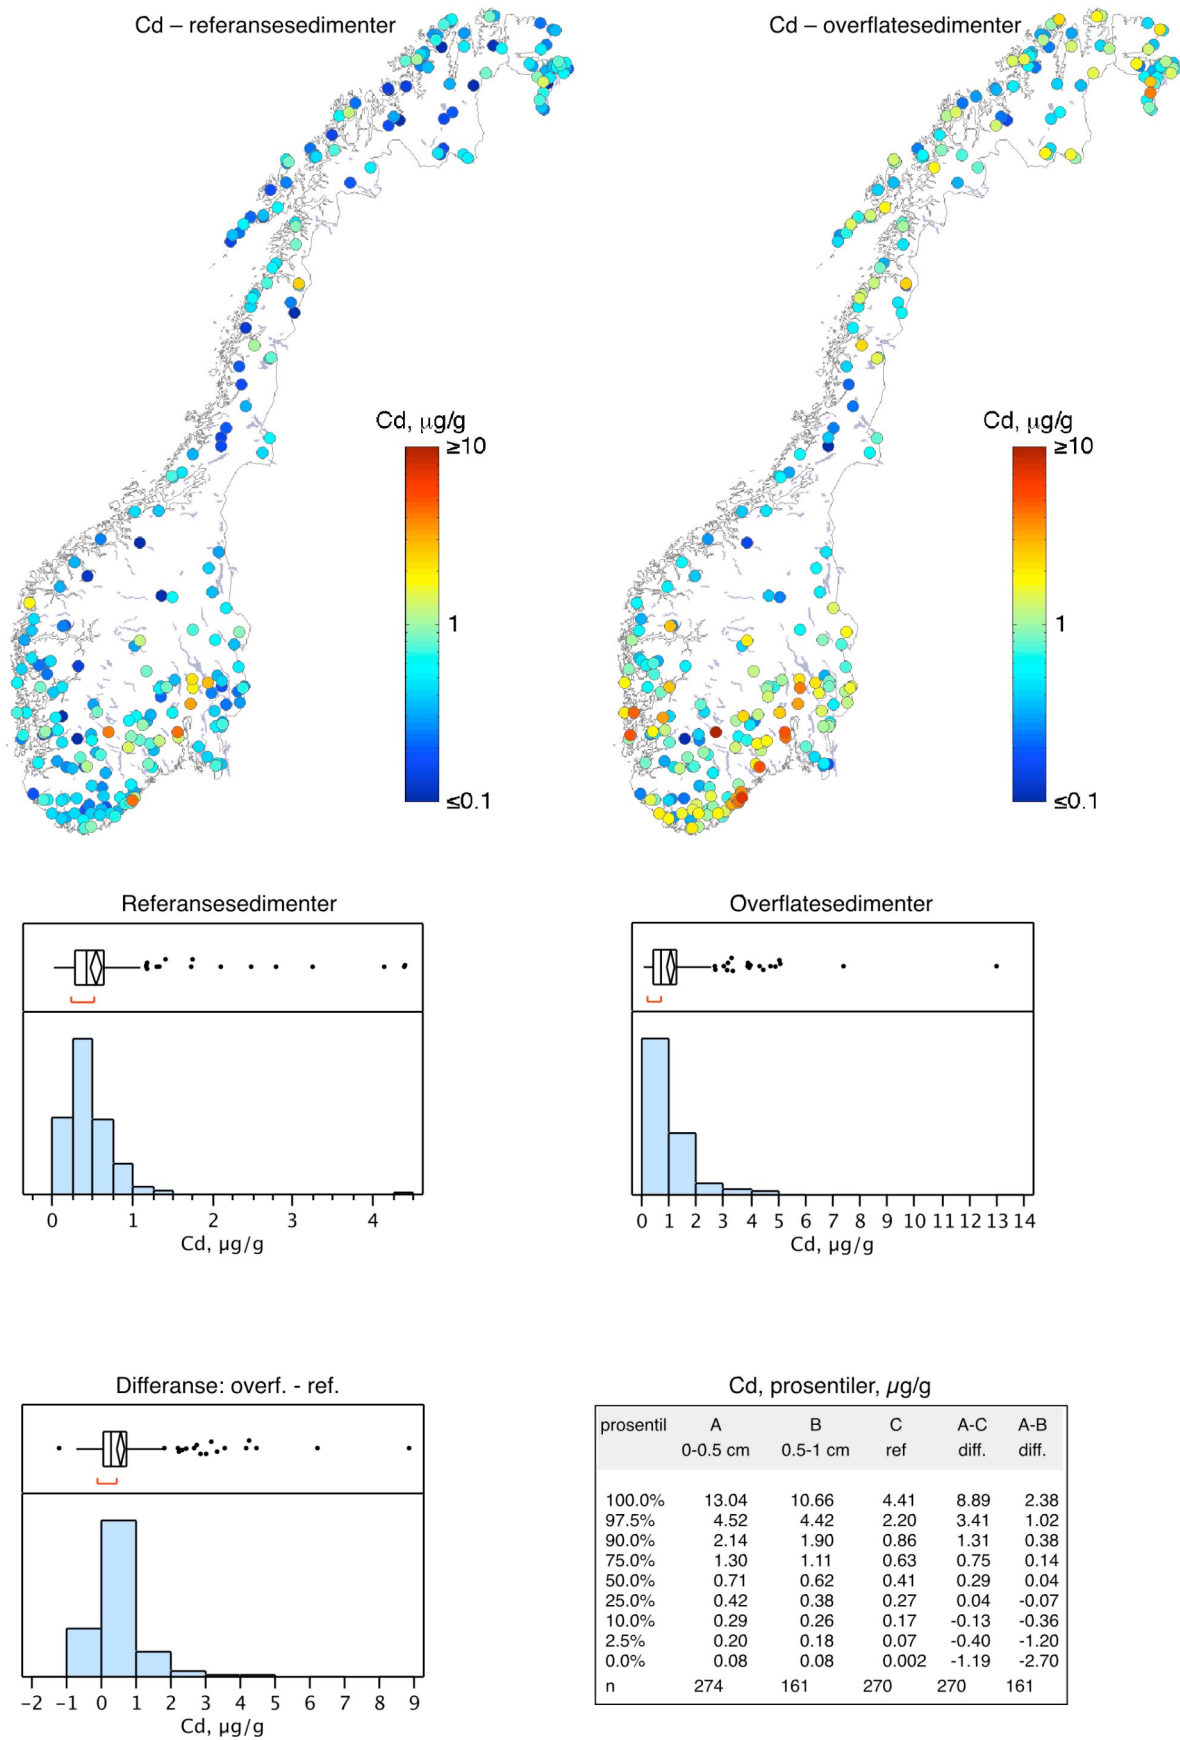 Cd – referansesedimenter
Cd – overflatesedimenter
Cd, µg/g
≥10
1
≤0.1
Cd, µg/g
≥10
1
≤0.1
Referansesedimenter
0 1 2 3 4
Cd, µg/g
Overflatesedimenter
0 1 2 3 4 5 6 7 8 9 10 11 12 13 14
Cd, µg/g
Differanse: overf. - ref.
−2 −1 0 1 2 3 4 5 6 7 8 9
Cd, µg/g
Cd, prosentiler, µg/g
prosentil A B C A-C A-B
0-0.5 cm 0.5-1 cm ref diff. diff.
100.0% 13.04 10.66 4.41 8.89 2.38
97.5% 4.52 4.42 2.20 3.41 1.02
90.0% 2.14 1.90 0.86 1.31 0.38
75.0% 1.30 1.11 0.63 0.75 0.14
50.0% 0.71 0.62 0.41 0.29 0.04
25.0% 0.42 0.38 0.27 0.04 -0.07
10.0% 0.29 0.26 0.17 -0.13 -0.36
2.5% 0.20 0.18 0.07 -0.40 -1.20
0.0% 0.08 0.08 0.002 -1.19 -2.70
n 274 161 270 270 161